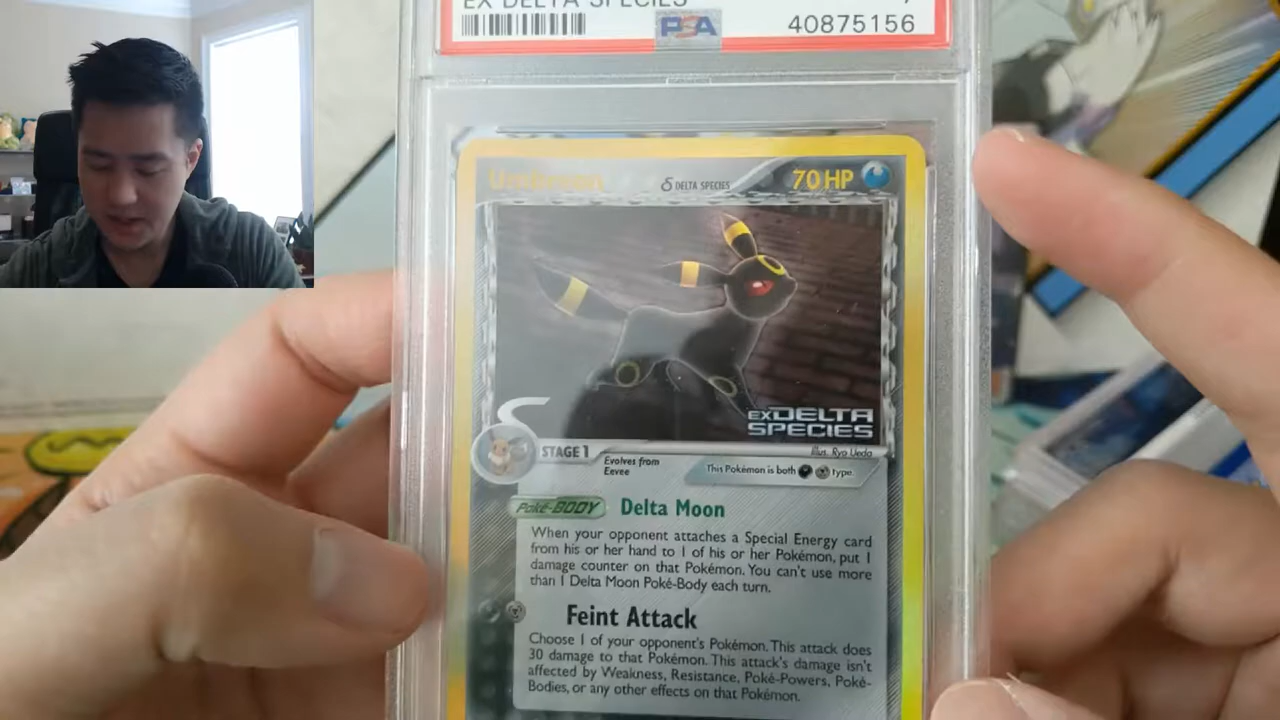 EX DELTA SPECIES
PSA
40875156
Umbreon δ DELTA SPECIES 70 HP
EX DELTA
SPECIES
Illus. Ryo Ueda
STAGE 1
Evolves from
Eevee
This Pokémon is both type.
Poké-BODY Delta Moon
When your opponent attaches a Special Energy card
from his or her hand to 1 of his or her Pokémon, put 1
damage counter on that Pokémon. You can't use more
than 1 Delta Moon Poké-Body each turn.
Feint Attack
Choose 1 of your opponent's Pokémon. This attack does
30 damage to that Pokémon. This attack's damage isn't
affected by Weakness, Resistance, Poké-Powers, Poké-
Bodies, or any other effects on that Pokémon.